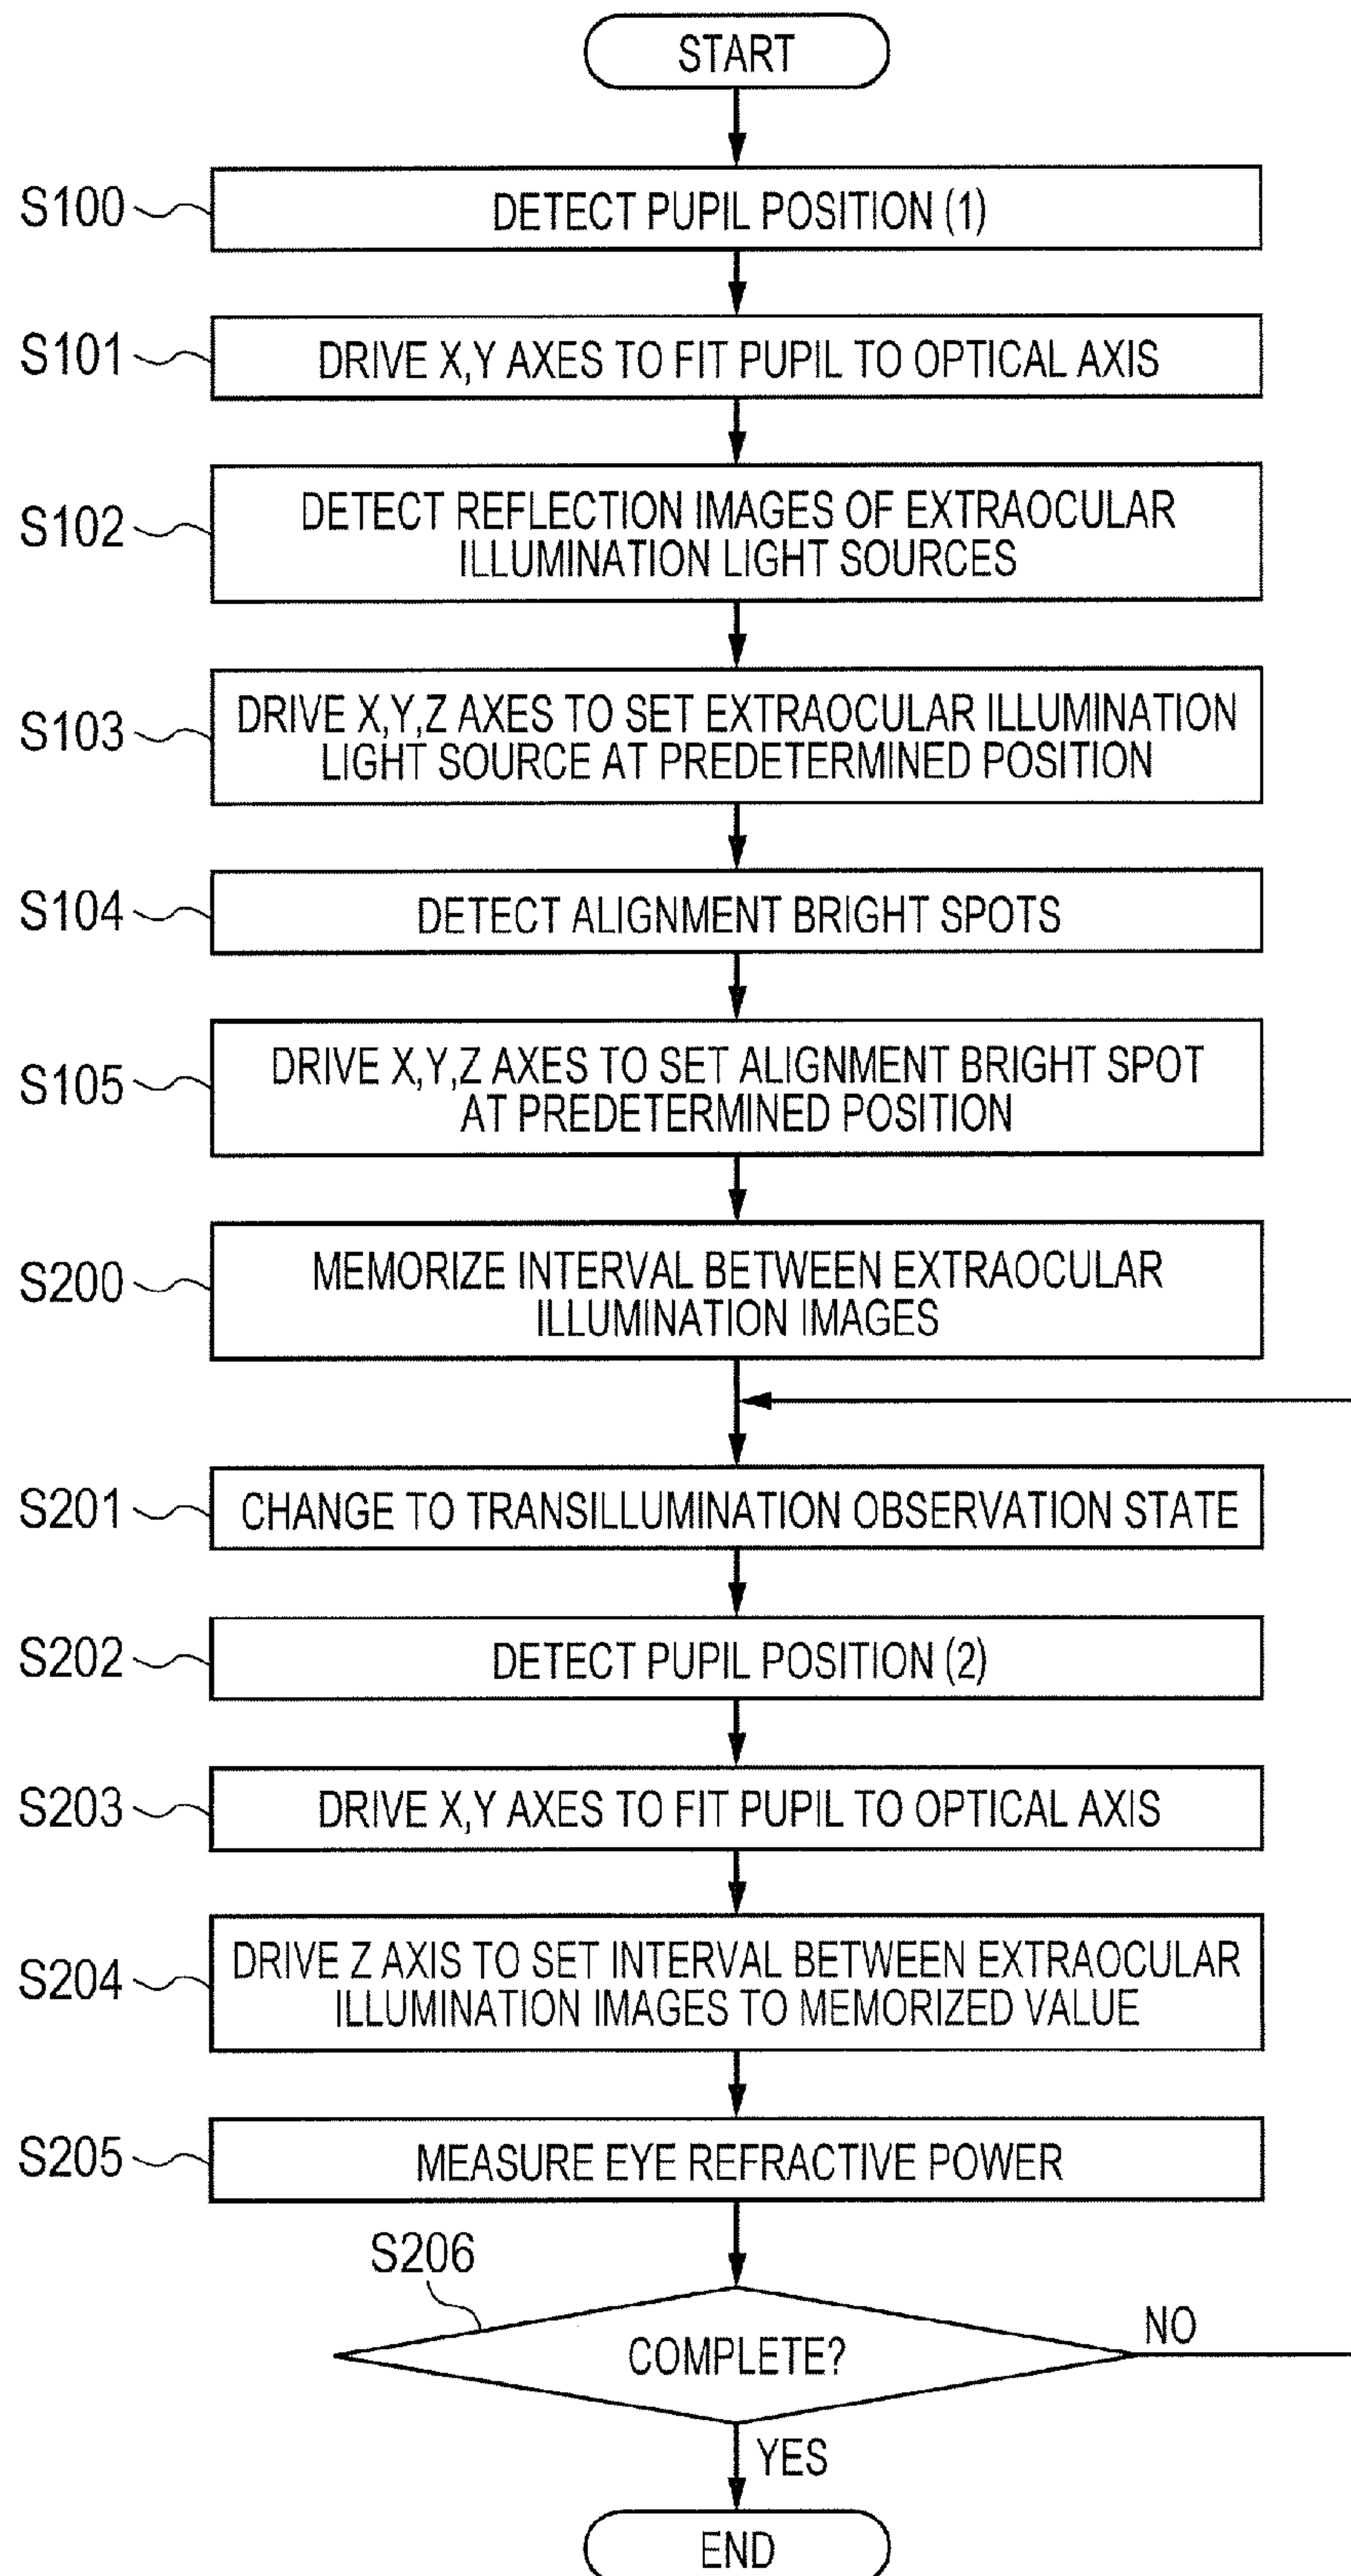 START
S100
DETECT PUPIL POSITION (1)
S101
DRIVE X,Y AXES TO FIT PUPIL TO OPTICAL AXIS
S102
DETECT REFLECTION IMAGES OF EXTRAOCULAR
ILLUMINATION LIGHT SOURCES
S103
DRIVE X,Y,Z AXES TO SET EXTRAOCULAR ILLUMINATION
LIGHT SOURCE AT PREDETERMINED POSITION
S104
DETECT ALIGNMENT BRIGHT SPOTS
S105
DRIVE X,Y,Z AXES TO SET ALIGNMENT BRIGHT SPOT
AT PREDETERMINED POSITION
S200
MEMORIZE INTERVAL BETWEEN EXTRAOCULAR
ILLUMINATION IMAGES
S201
CHANGE TO TRANSILLUMINATION OBSERVATION STATE
S202
DETECT PUPIL POSITION (2)
S203
DRIVE X,Y AXES TO FIT PUPIL TO OPTICAL AXIS
S204
DRIVE Z AXIS TO SET INTERVAL BETWEEN EXTRAOCULAR
ILLUMINATION IMAGES TO MEMORIZED VALUE
S205
MEASURE EYE REFRACTIVE POWER
S206
COMPLETE?
NO
YES
END